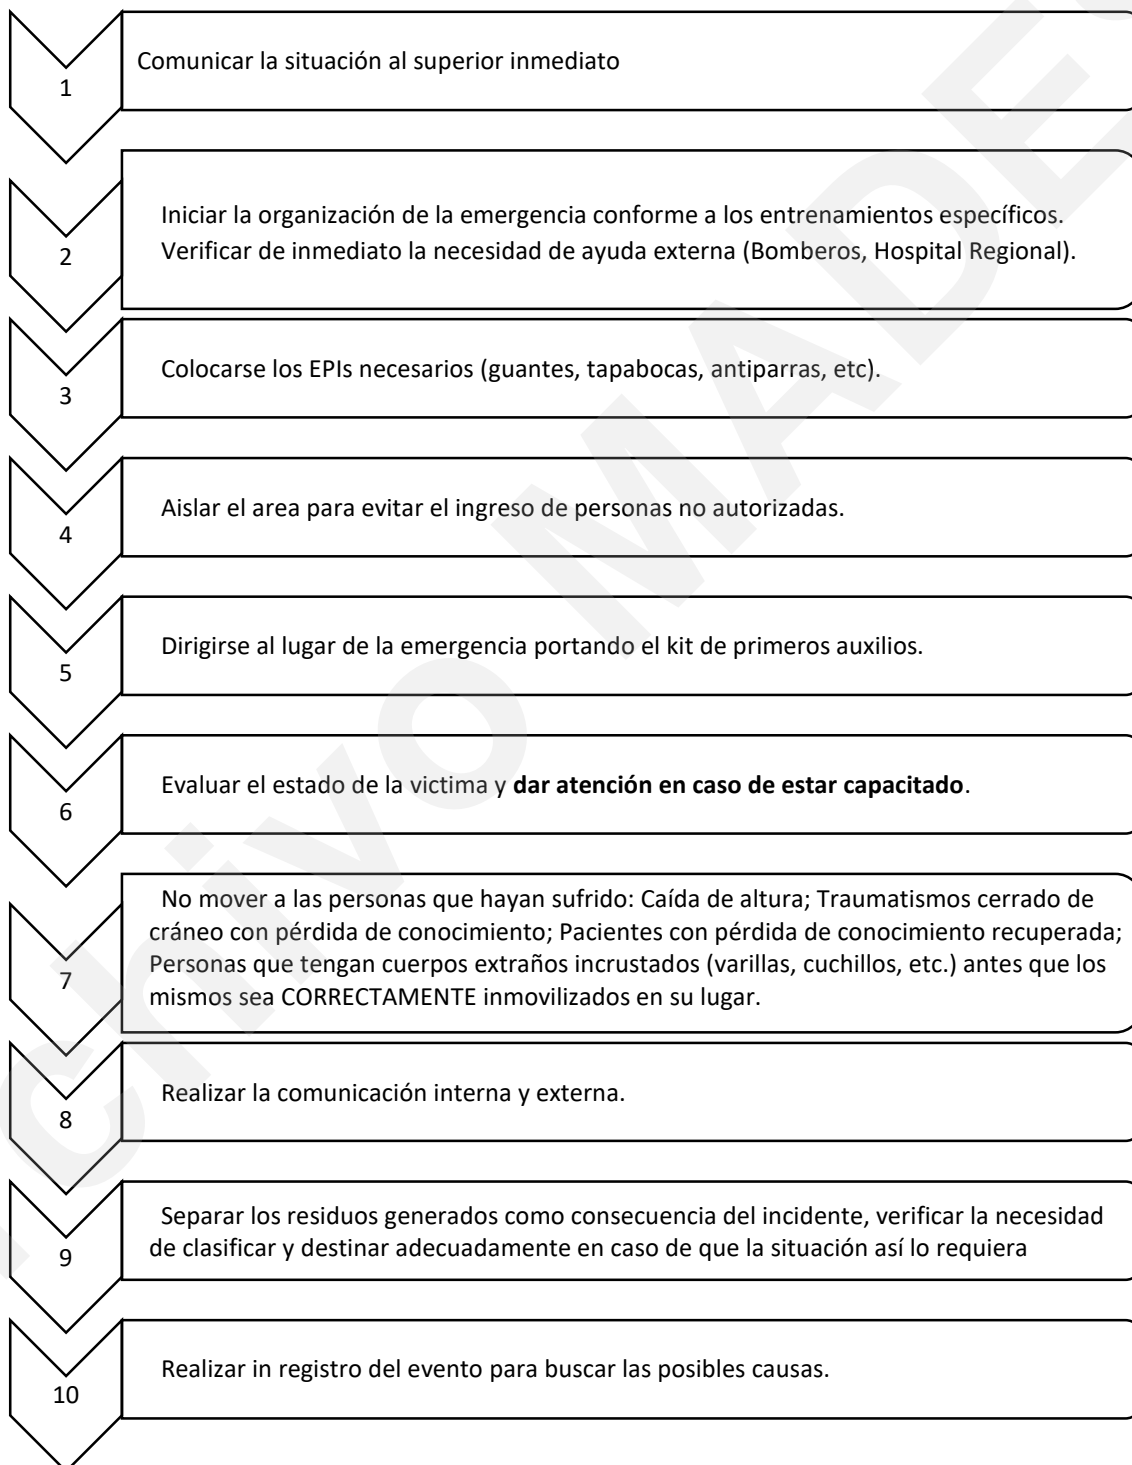 1
Comunicar la situación al superior inmediato
2
Iniciar la organización de la emergencia conforme a los entrenamientos específicos.
Verificar de inmediato la necesidad de ayuda externa (Bomberos, Hospital Regional).
3
Colocarse los EPIs necesarios (guantes, tapabocas, antiparras, etc).
4
Aislar el area para evitar el ingreso de personas no autorizadas.
5
Dirigirse al lugar de la emergencia portando el kit de primeros auxilios.
6
Evaluar el estado de la victima y dar atención en caso de estar capacitado.
7
No mover a las personas que hayan sufrido: Caída de altura; Traumatismos cerrado de
cráneo con pérdida de conocimiento; Pacientes con pérdida de conocimiento recuperada;
Personas que tengan cuerpos extraños incrustados (varillas, cuchillos, etc.) antes que los
mismos sea CORRECTAMENTE inmovilizados en su lugar.
8
Realizar la comunicación interna y externa.
9
Separar los residuos generados como consecuencia del incidente, verificar la necesidad
de clasificar y destinar adecuadamente en caso de que la situación así lo requiera
10
Realizar in registro del evento para buscar las posibles causas.
chivo MADES